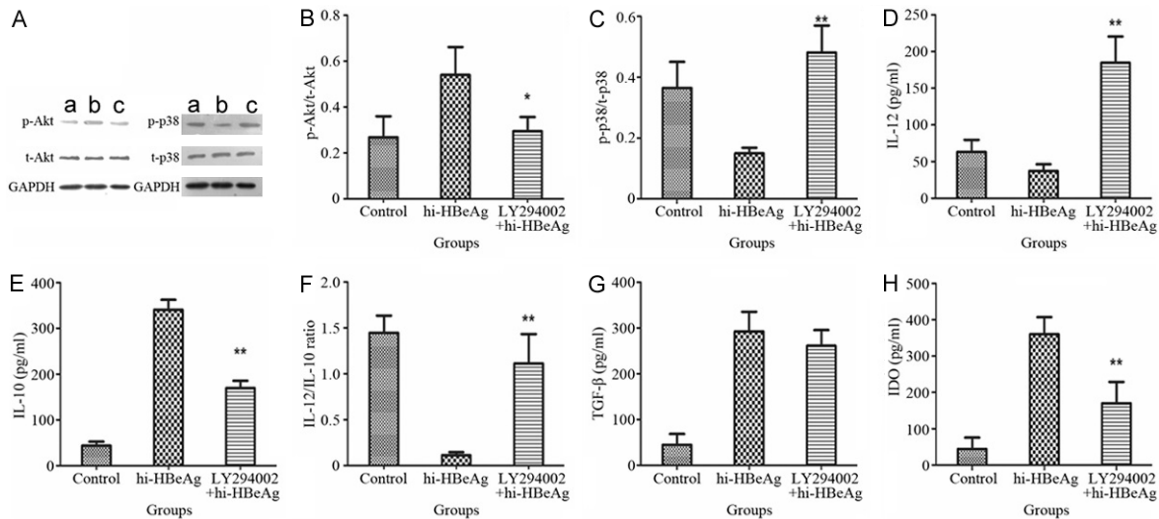 A
a b c
p-Akt
t-Akt
GAPDH
a b c
p-p38
t-p38
GAPDH
B
p-Akt/t-Akt
0.8
0.6
0.4
0.2
0
*
Control hi-HBeAg LY294002
+hi-HBeAg
Groups
C
p-p38/t-p38
0.6
0.4
0.2
0
**
Control hi-HBeAg LY294002
+hi-HBeAg
Groups
D
IL-12 (pg/ml)
250
200
150
100
50
0
**
Control hi-HBeAg LY294002
+hi-HBeAg
Groups
E
IL-10 (pg/ml)
400
300
200
100
0
**
Control hi-HBeAg LY294002
+hi-HBeAg
Groups
F
IL-12/IL-10 ratio
2.0
1.5
1.0
0.5
0
**
Control hi-HBeAg LY294002
+hi-HBeAg
Groups
G
TGF-β (pg/ml)
400
300
200
100
0
Control hi-HBeAg LY294002
+hi-HBeAg
Groups
H
IDO (pg/ml)
500
400
300
200
100
0
**
Control hi-HBeAg LY294002
+hi-HBeAg
Groups